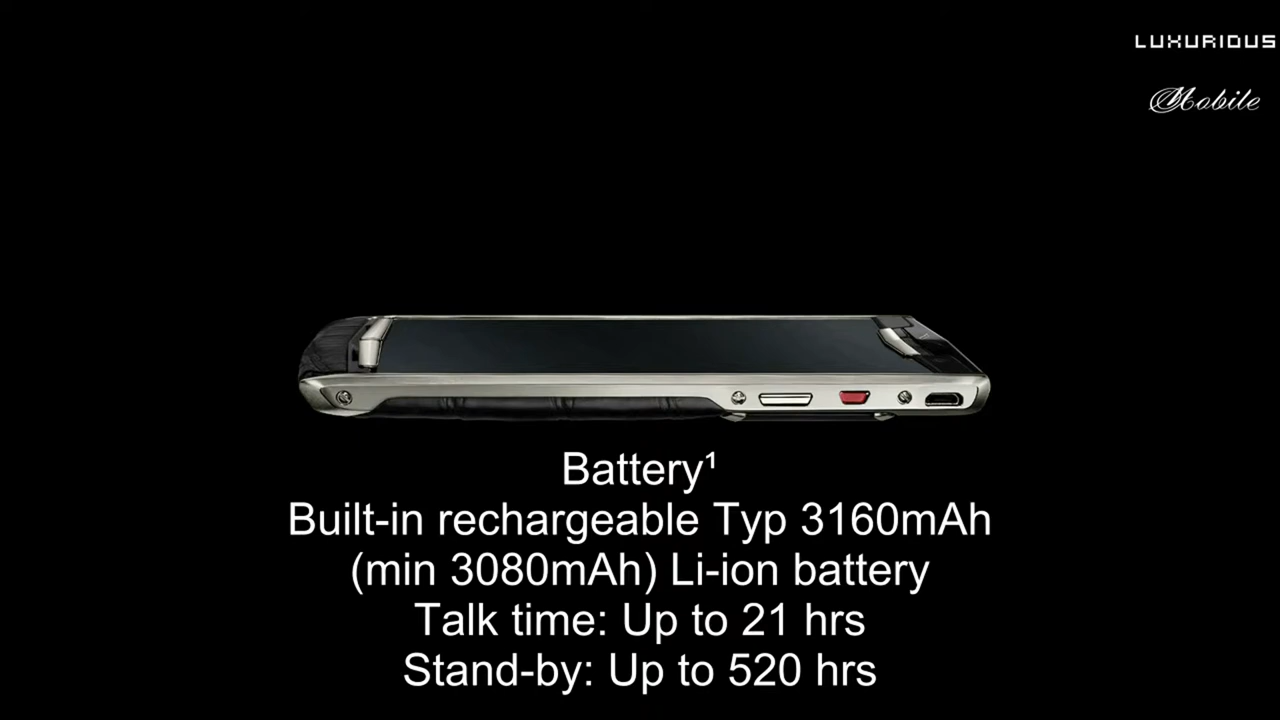 LUXURIOUS
Mobile
Battery¹
Built-in rechargeable Typ 3160mAh
(min 3080mAh) Li-ion battery
Talk time: Up to 21 hrs
Stand-by: Up to 520 hrs